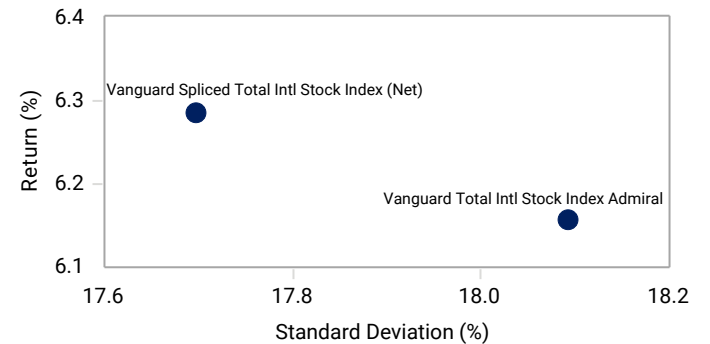 6.4
Vanguard Spliced Total Intl Stock Index (Net)
6.3
Return (%)
6.2
Vanguard Total Intl Stock Index Admiral
6.1
17.6 17.8 18.0 18.2
Standard Deviation (%)